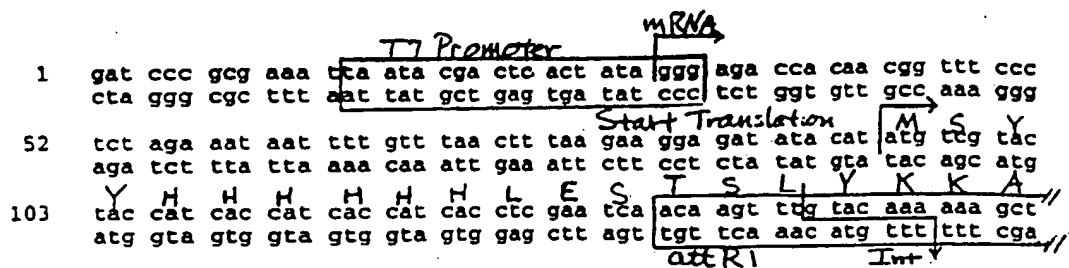 mRNA
T7 Promoter
1 gat ccc gcg aaa ttaa ata cga ctc act ata ggg aga cca caa cgg ttt ccc
cta ggg cgc ttt aatt tat gct gag tga tat ccc tct ggt gtt gcc aaa ggg
Start Translation M S Y
52 tct aga aat aat ttt gtt taa ctt taa gaa gga gat ata cat atg tcg tac
aga tct tta tta aaa caa att gaa att ctt cct cta tat gta tac agc atg
Y H H H H H H L E S T S L Y K K A
103 tac cat cac cat cac cat cac ctc gaa tca aca agt ttg tac aaa aaa gct
atg gta gtg gta gtg gta gtg gag ctt agt tgt tca aac atg ttt ttt cga
attR1 Int